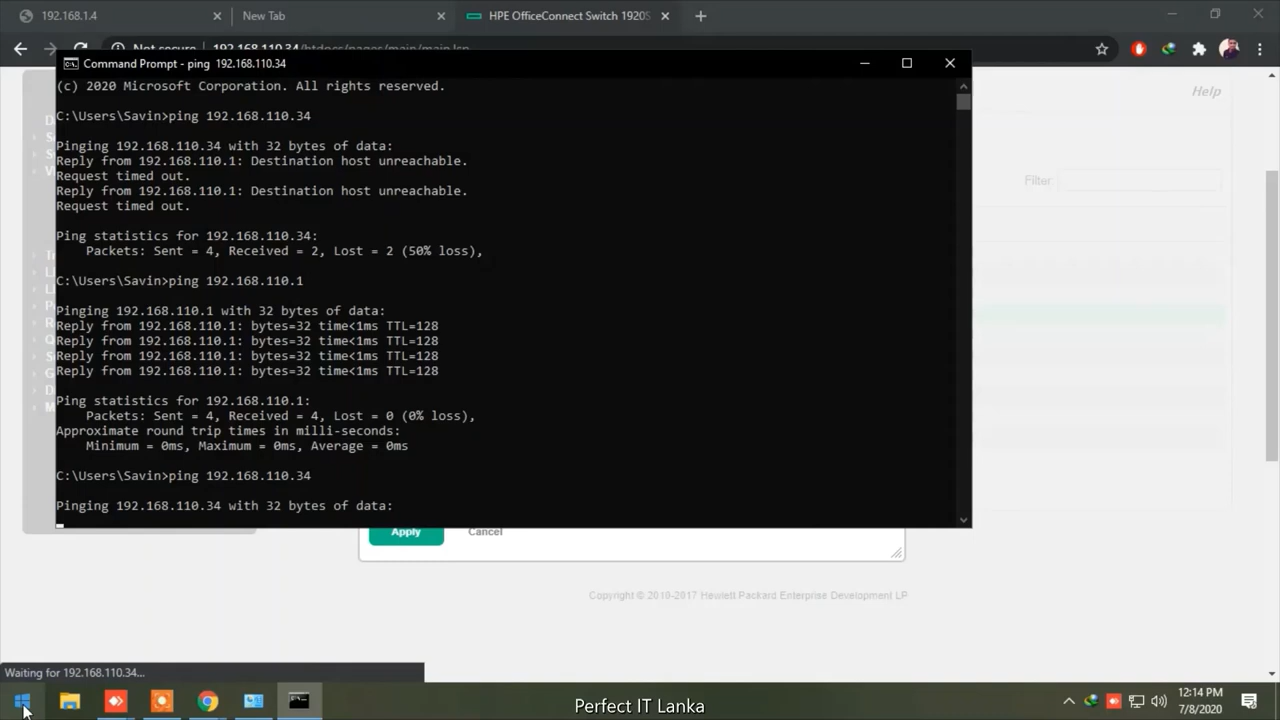 192.168.1.4
New Tab
HPE OfficeConnect Switch 1920S
Not secure
192.168.110.34/htdocs/pages/main/main.lsp
Command Prompt - ping 192.168.110.34
(c) 2020 Microsoft Corporation. All rights reserved.
Help
C:\Users\Savin>ping 192.168.110.34
Pinging 192.168.110.34 with 32 bytes of data:
Reply from 192.168.110.1: Destination host unreachable.
Request timed out.
Filter:
Reply from 192.168.110.1: Destination host unreachable.
Request timed out.
Ping statistics for 192.168.110.34:
Packets: Sent = 4, Received = 2, Lost = 2 (50% loss),
C:\Users\Savin>ping 192.168.110.1
Pinging 192.168.110.1 with 32 bytes of data:
Reply from 192.168.110.1: bytes=32 time<1ms TTL=128
Reply from 192.168.110.1: bytes=32 time<1ms TTL=128
Reply from 192.168.110.1: bytes=32 time<1ms TTL=128
Reply from 192.168.110.1: bytes=32 time<1ms TTL=128
Ping statistics for 192.168.110.1:
Packets: Sent = 4, Received = 4, Lost = 0 (0% loss),
Approximate round trip times in milli-seconds:
Minimum = 0ms, Maximum = 0ms, Average = 0ms
C:\Users\Savin>ping 192.168.110.34
Pinging 192.168.110.34 with 32 bytes of data:
Apply
Cancel
Copyright © 2010-2017 Hewlett Packard Enterprise Development LP
Waiting for 192.168.110.34...
12:14 PM
7/8/2020
Perfect IT Lanka